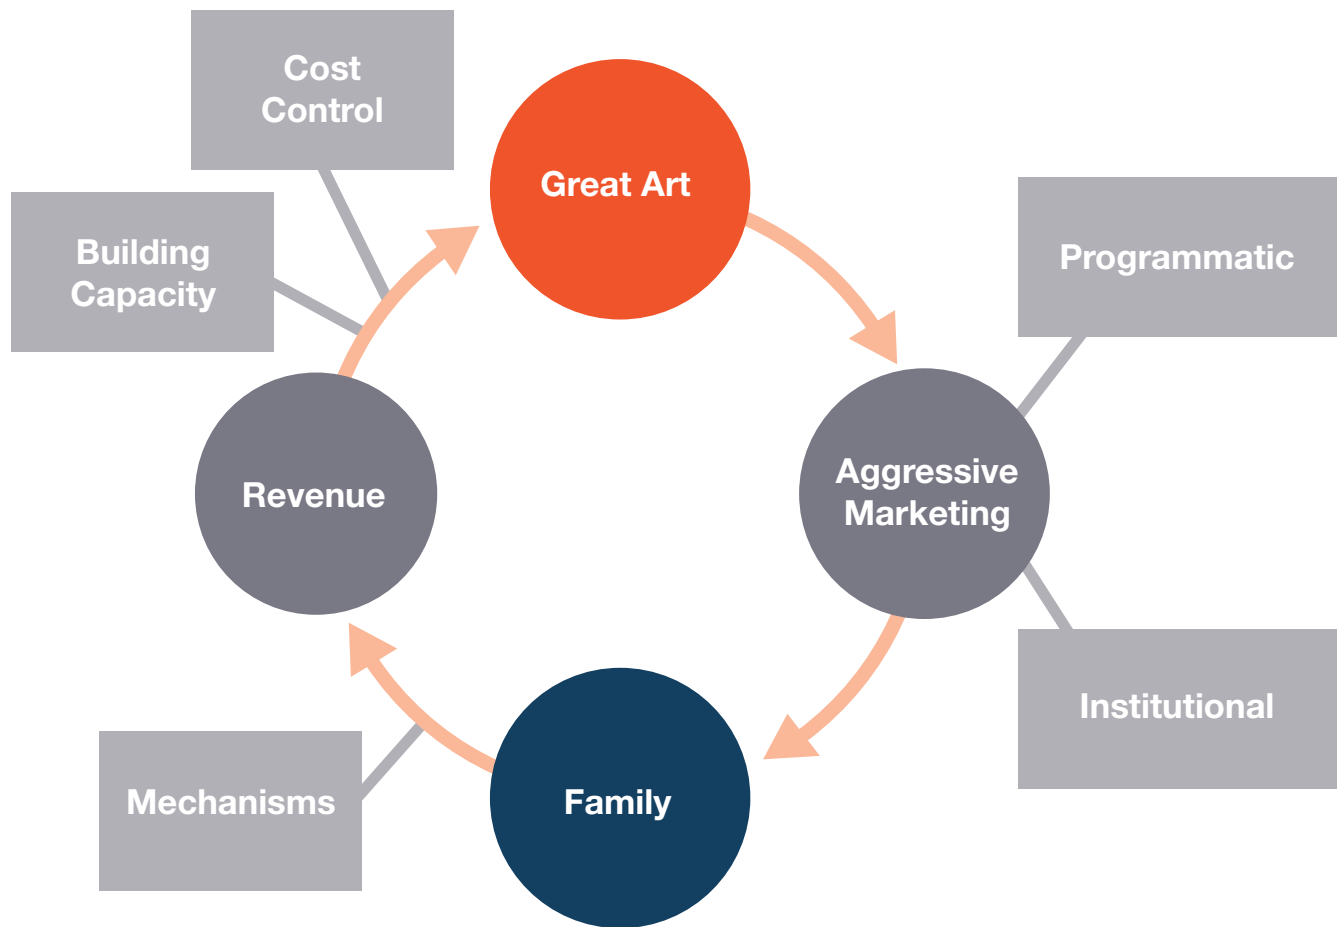 Cost
Control
Great Art
Building
Capacity
Programmatic
Revenue
Aggressive
Marketing
Institutional
Mechanisms
Family